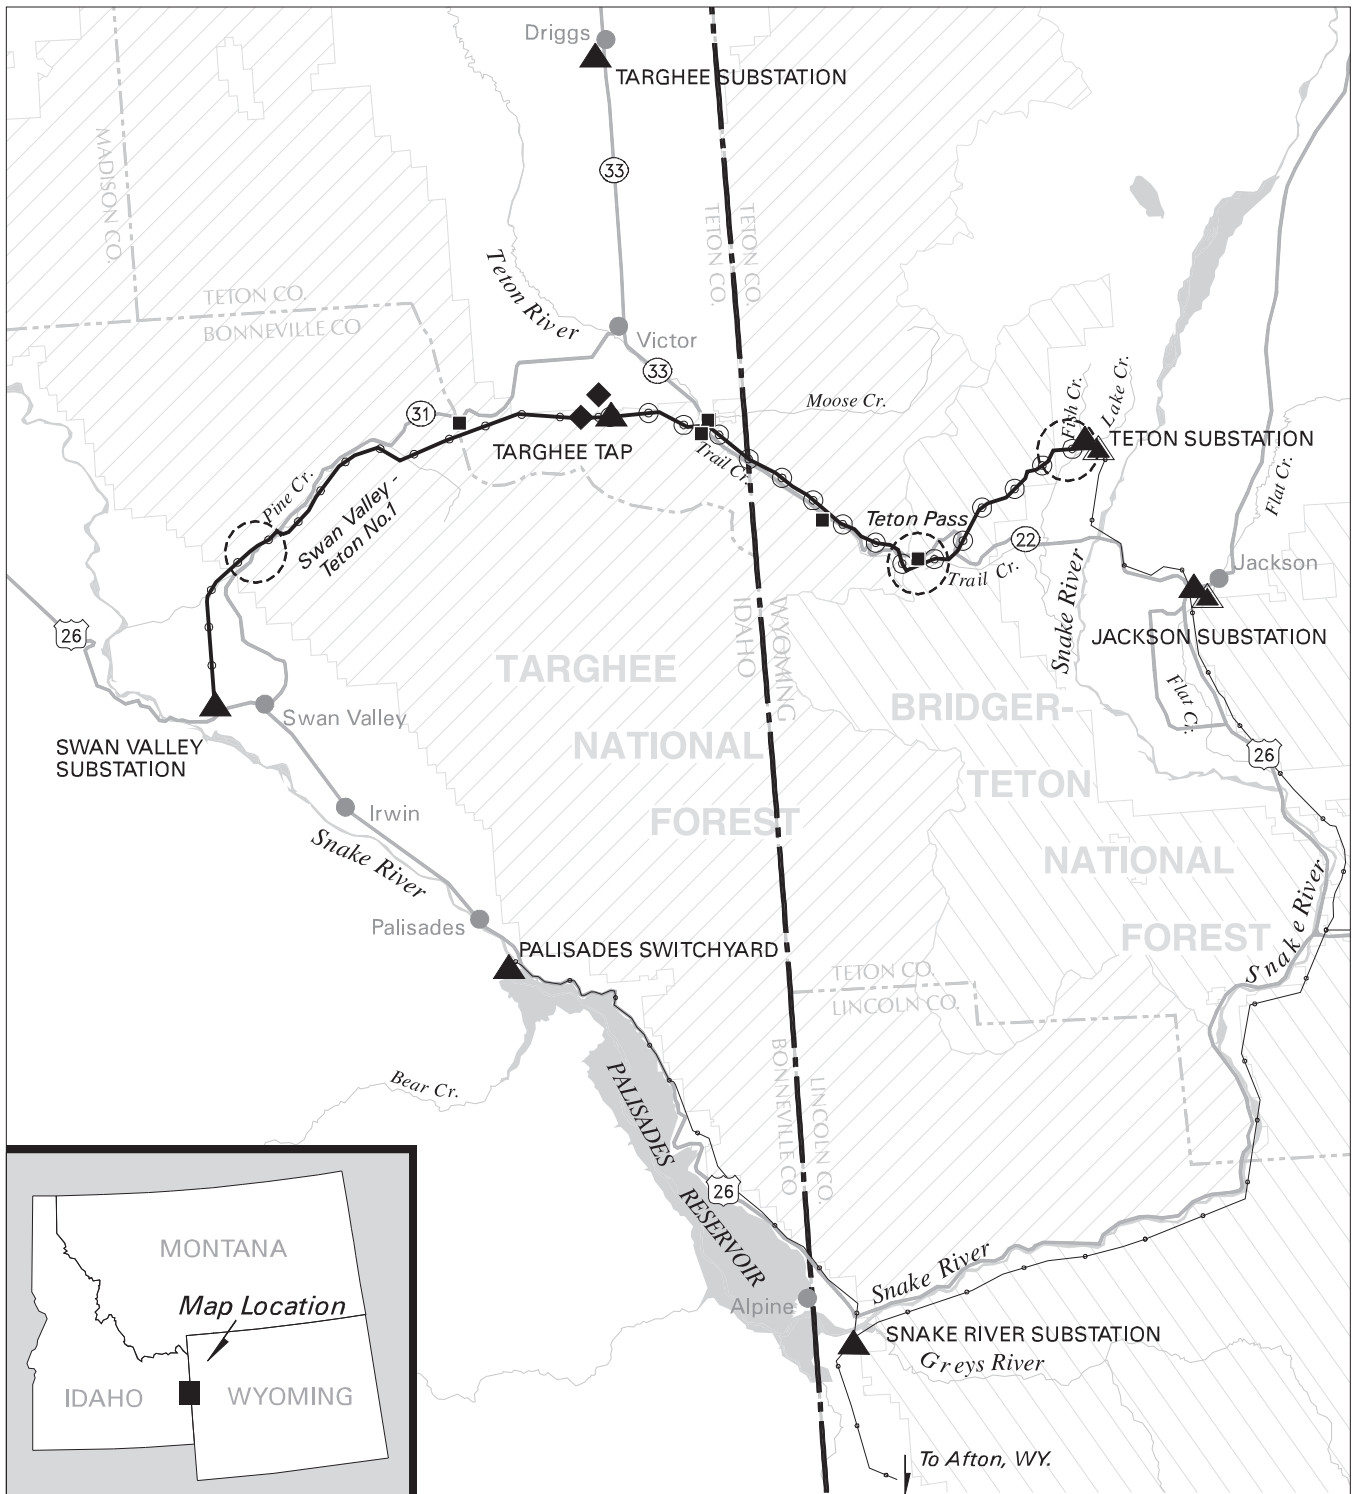 Driggs
TARGHEE SUBSTATION
MADISON CO.
33
TETON CO.
TETON CO.
Teton River
TETON CO.
BONNEVILLE CO
Victor
33
Moose Cr.
Fish Cr.
Lake Cr.
31
TARGHEE TAP
Trail Cr.
TETON SUBSTATION
Pine Cr.
Swan Valley -
Teton No.1
Teton Pass
22
Flat Cr.
Trail Cr.
Jackson
Snake River
26
JACKSON SUBSTATION
IDAHO
WYOMING
TARGHEE
NATIONAL
FOREST
BRIDGER-
TETON
NATIONAL
FOREST
Flat Cr.
Swan Valley
SWAN VALLEY
SUBSTATION
26
Irwin
Snake River
Snake River
Palisades
PALISADES SWITCHYARD
TETON CO.
LINCOLN CO.
BONNEVILLE CO
LINCOLN CO.
Bear Cr.
PALISADES
RESERVOIR
26
Snake River
Alpine
SNAKE RIVER SUBSTATION
Greys River
To Afton, WY.
MONTANA
Map Location
IDAHO
WYOMING